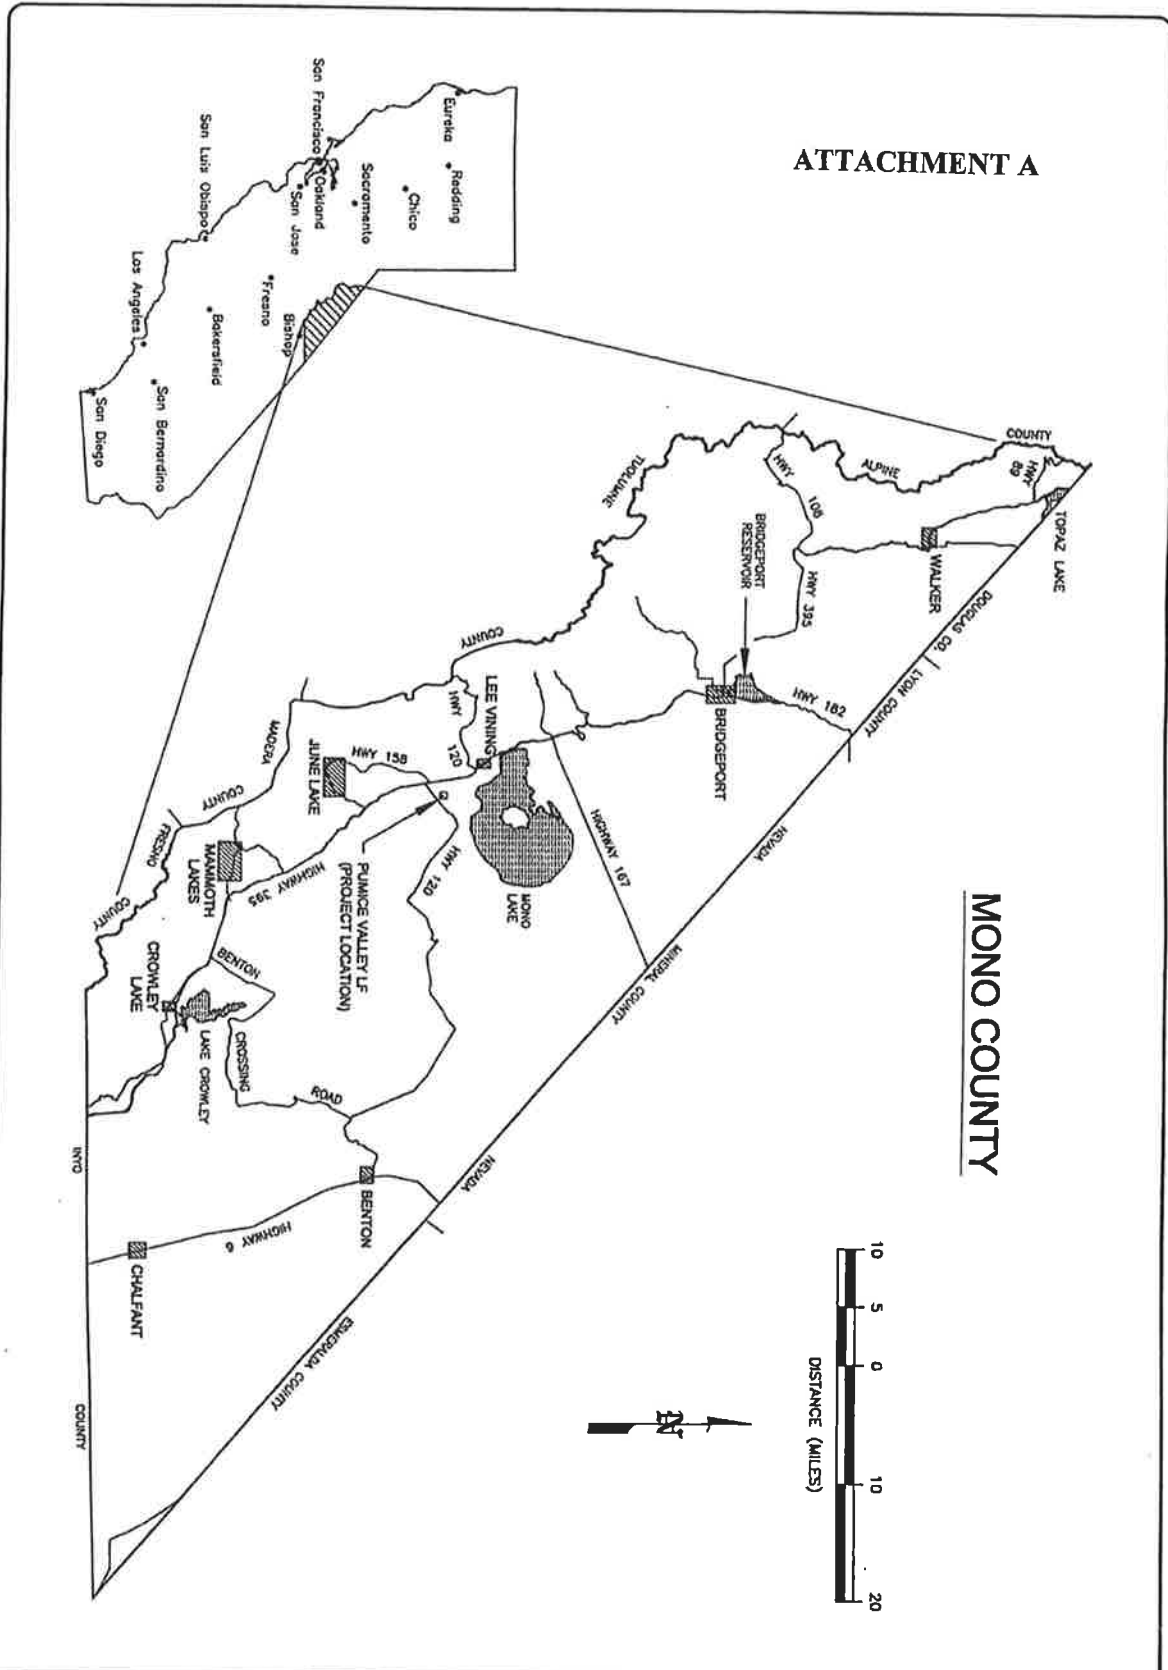 ATTACHMENT A
MONO COUNTY
Eureka
Redding
Chico
Sacramento
San Francisco
Oakland
San Jose
San Luis Obispo
Fresno
Bishop
Bakersfield
Los Angeles
San Bernardino
San Diego
COUNTY
ALPINE
HWY
89
TOPAZ LAKE
WALKER
HWY
108
HWY 395
BRIDGEPORT
RESERVOIR
DOUGLAS CO.
LYON COUNTY
HWY 182
BRIDGEPORT
TUOLUMNE
COUNTY
NEVADA
LEE VINING
HWY
120
MONO
LAKE
HIGHWAY 167
MINERAL COUNTY
MADERA
COUNTY
JUNE LAKE
HWY 158
HWY 120
PUMICE VALLEY LF
(PROJECT LOCATION)
HIGHWAY 395
MAMMOTH
LAKES
FRESNO
COUNTY
CROWLEY
LAKE
BENTON
CROSSING
ROAD
LAKE CROWLEY
BENTON
NEVADA
HIGHWAY 6
CHALFANT
ESMERALDA COUNTY
INYO
COUNTY
10
5
0
10
20
DISTANCE (MILES)
N